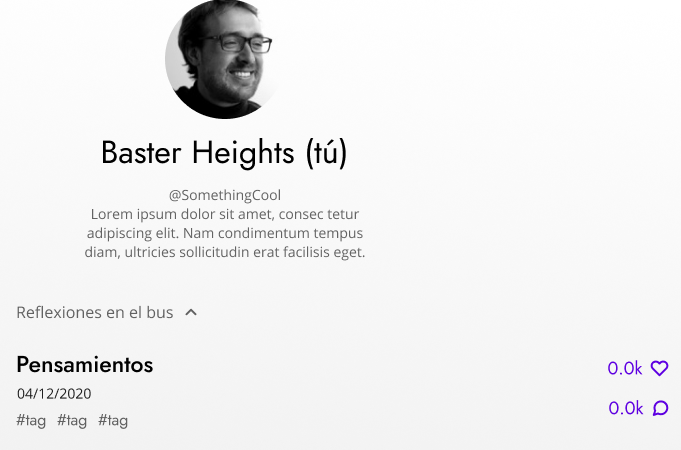 Baster Heights (tú)
@SomethingCool
Lorem ipsum dolor sit amet, consec tetur
adipiscing elit. Nam condimentum tempus
diam, ultricies sollicitudin erat facilisis eget.
Reflexiones en el bus
Pensamientos
0.0k
04/12/2020
0.0k
#tag #tag #tag